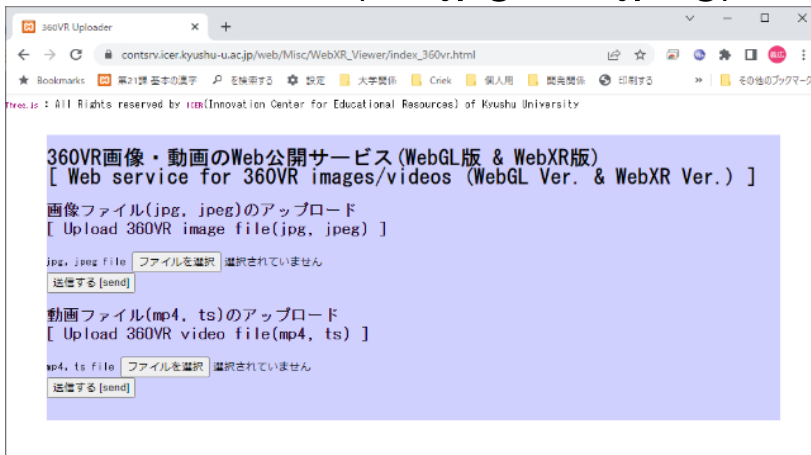 360VR Uploader
contsrv.icer.kyushu-u.ac.jp/web/Misc/WebXR_Viewer/index_360vr.html
Bookmarks 第21課 基本の漢字 を検索する 設定 大学関係 Criek 個人用 開発関係 印刷する » その他のブックマーク
Three.js : All Rights reserved by ICER(Innovation Center for Educational Resources) of Kyushu University
360VR画像・動画のWeb公開サービス(WebGL版 & WebXR版)
[ Web service for 360VR images/videos (WebGL Ver. & WebXR Ver.) ]
画像ファイル(jpg, jpeg)のアップロード
[ Upload 360VR image file(jpg, jpeg) ]
jpg, jpeg file ファイルを選択 選択されていません
送信する [send]
動画ファイル(mp4, ts)のアップロード
[ Upload 360VR video file(mp4, ts) ]
mp4, ts file ファイルを選択 選択されていません
送信する [send]